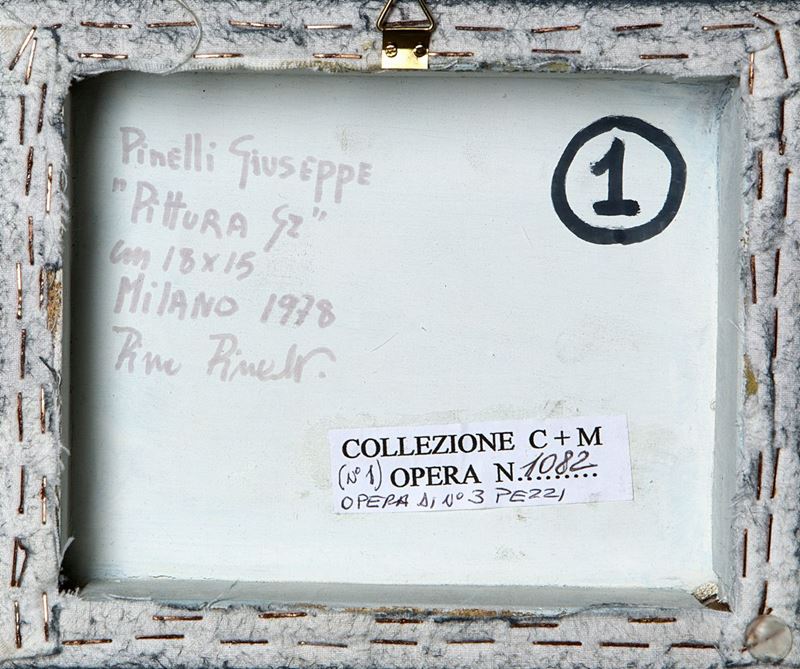 Pinelli Giuseppe
"Pittura GZ"
cm 18x15
Milano 1978
Pino Pinelli.
1
COLLEZIONE C+M
(N° 1) OPERA N. 1082
OPERA DI N° 3 PEZZI